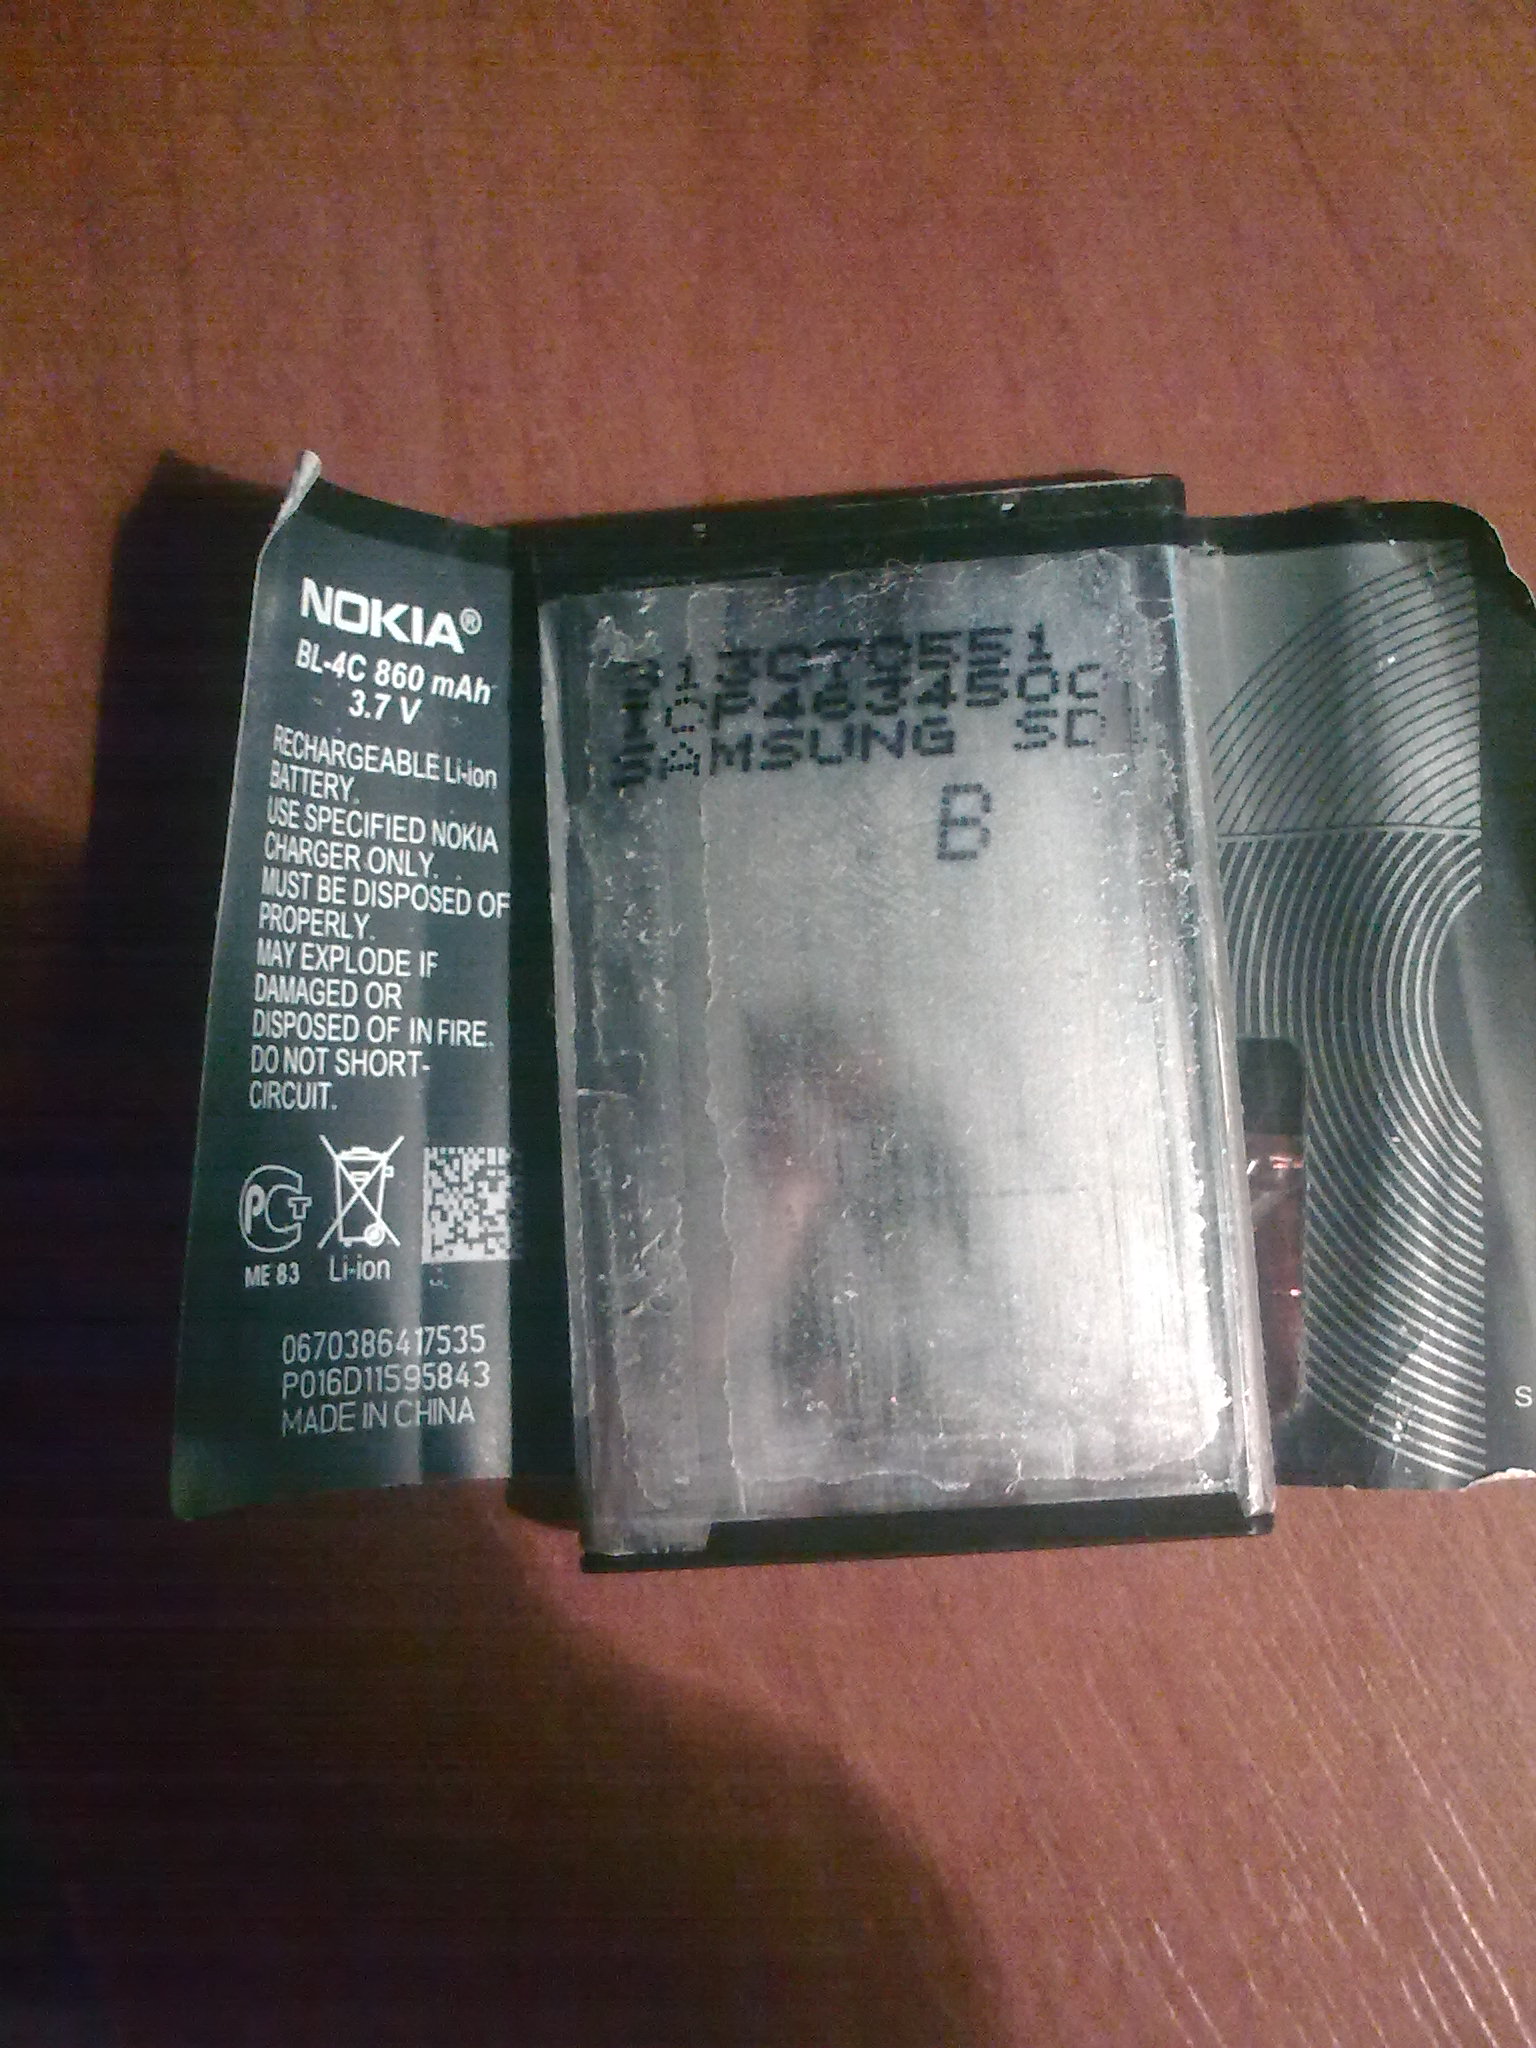 NOKIA®
BL-4C 860 mAh
3.7 V
RECHARGEABLE Li-ion
BATTERY.
USE SPECIFIED NOKIA
CHARGER ONLY.
MUST BE DISPOSED OF
PROPERLY.
MAY EXPLODE IF
DAMAGED OR
DISPOSED OF IN FIRE.
DO NOT SHORT-
CIRCUIT.
PCT
ME 83
Li-ion
0670386417535
P016D11595843
MADE IN CHINA
ICP463450C
SAMSUNG SD
B
S